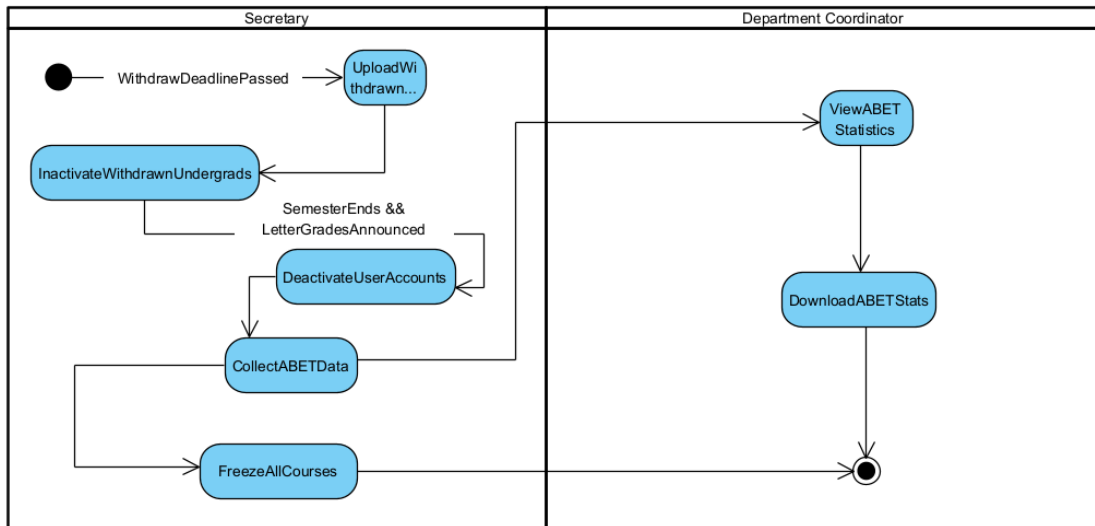 Secretary
Department Coordinator
WithdrawDeadlinePassed
UploadWi
thdrawn...
ViewABET
Statistics
InactivateWithdrawnUndergrads
SemesterEnds &&
LetterGradesAnnounced
DeactivateUserAccounts
DownloadABETStats
CollectABETData
FreezeAllCourses